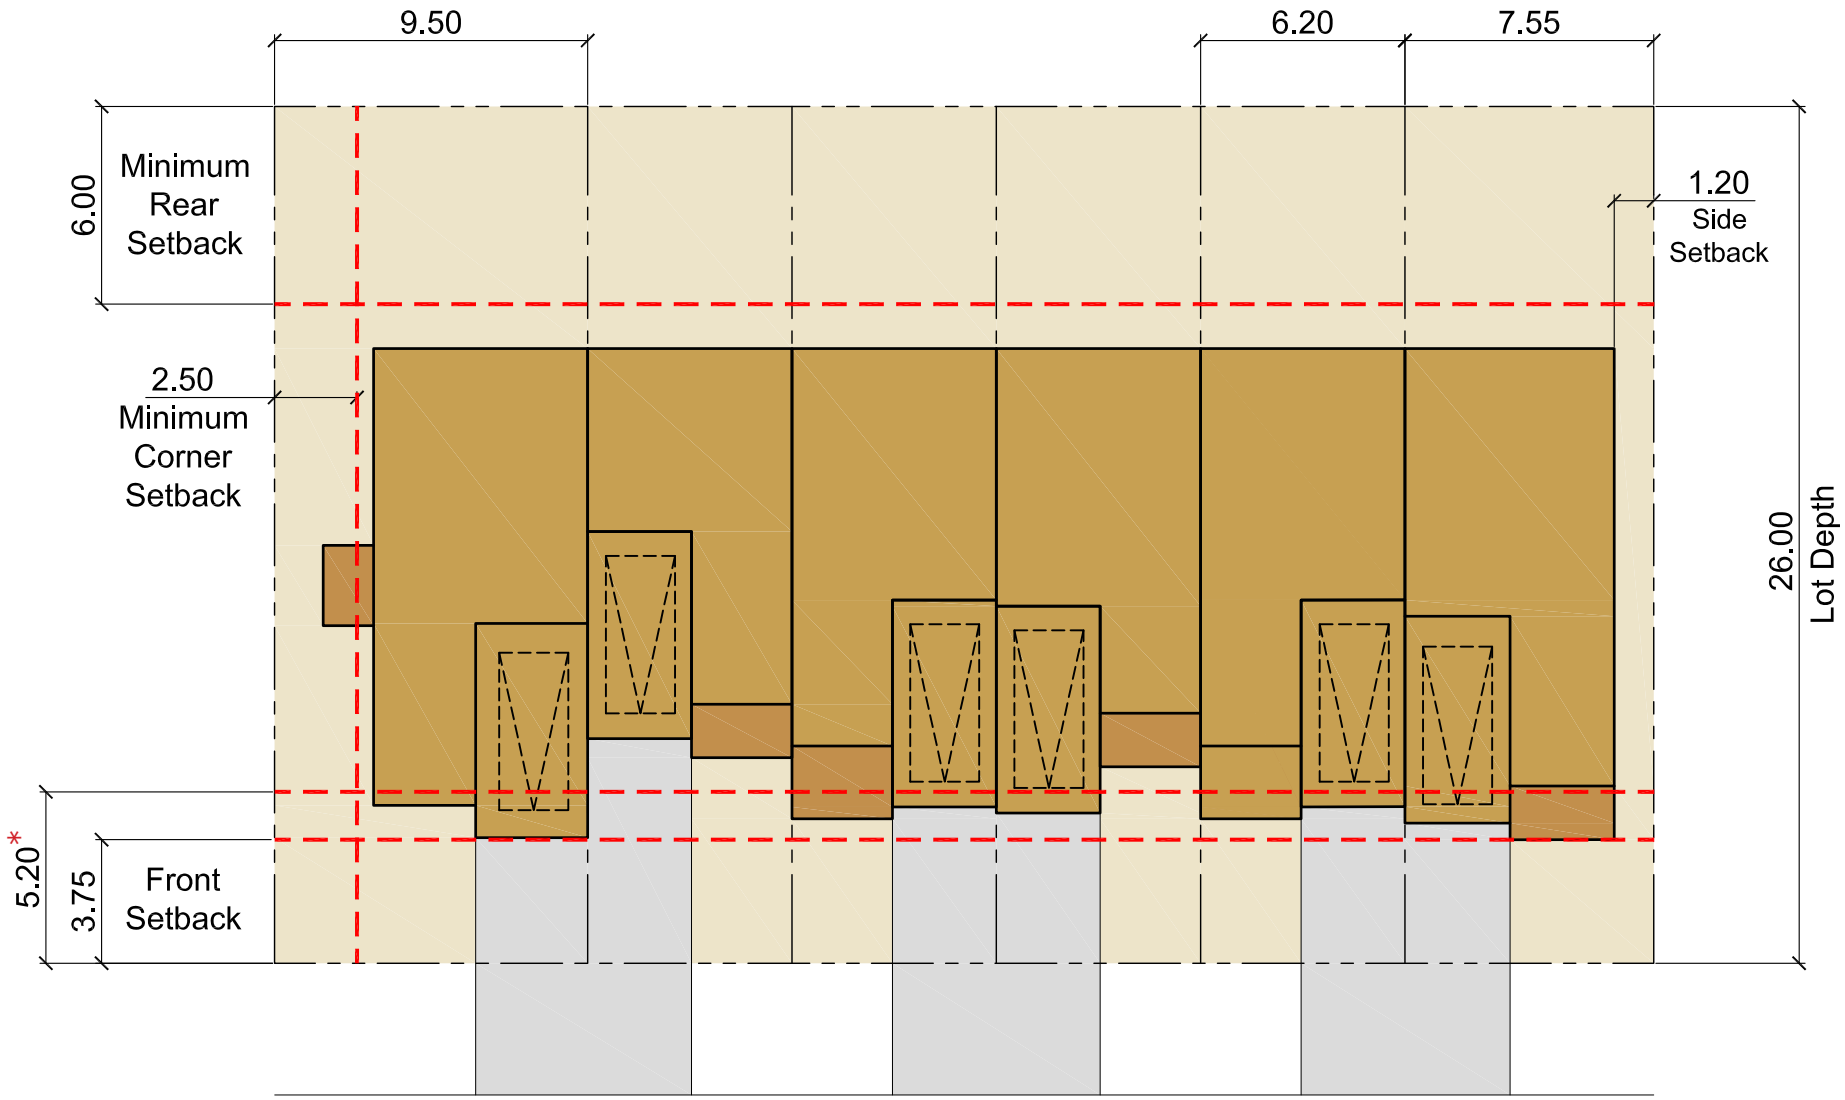 9.50
6.20
7.55
6.00
Minimum
Rear
Setback
1.20
Side
Setback
2.50
Minimum
Corner
Setback
26.00
Lot Depth
5.20*
3.75
Front
Setback